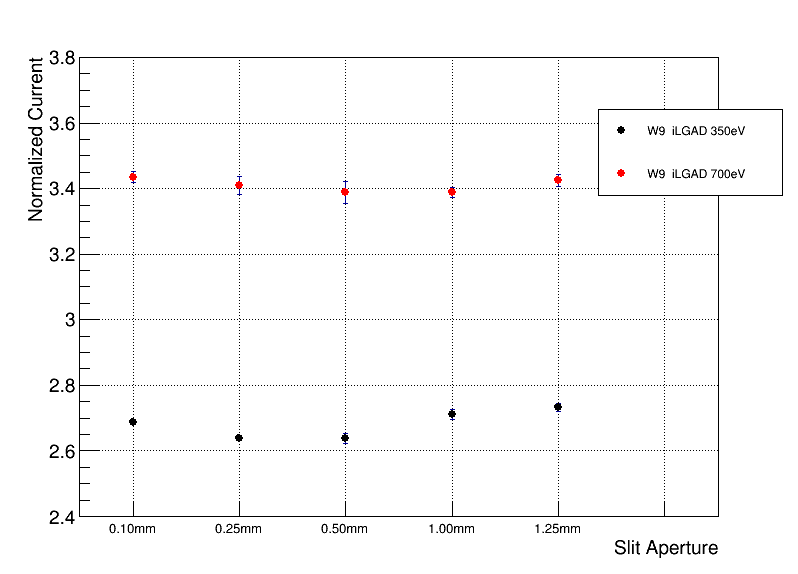 Normalized Current
3.8
3.6
3.4
3.2
3
2.8
2.6
2.4
W9 iLGAD 350eV
W9 iLGAD 700eV
0.10mm 0.25mm 0.50mm 1.00mm 1.25mm
Slit Aperture